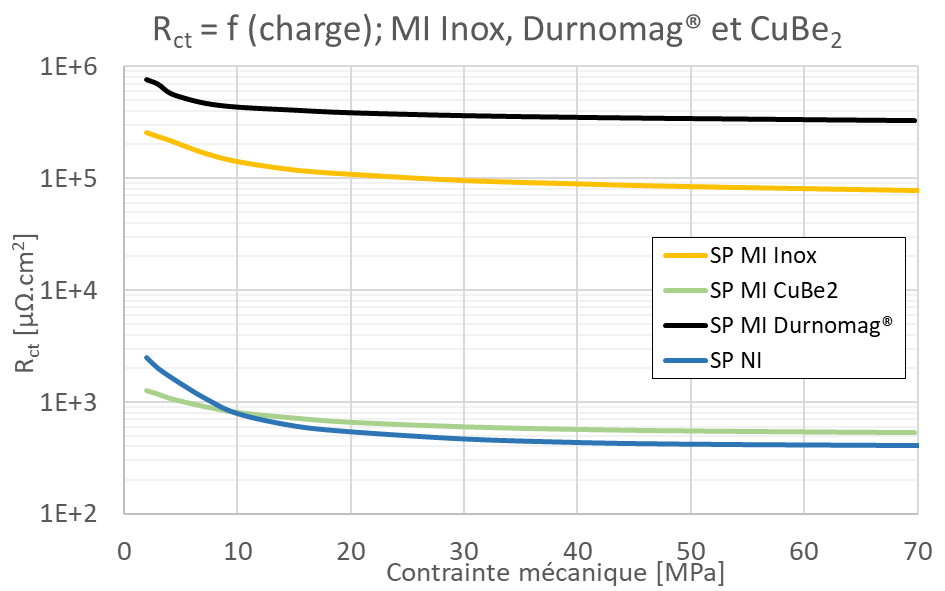 Rct = f (charge); MI Inox, Durnomag® et CuBe2
1E+6
1E+5
1E+4
1E+3
1E+2
Rct [µΩ.cm²]
SP MI Inox
SP MI CuBe2
SP MI Durnomag®
SP NI
0 10 20 30 40 50 60 70
Contrainte mécanique [MPa]